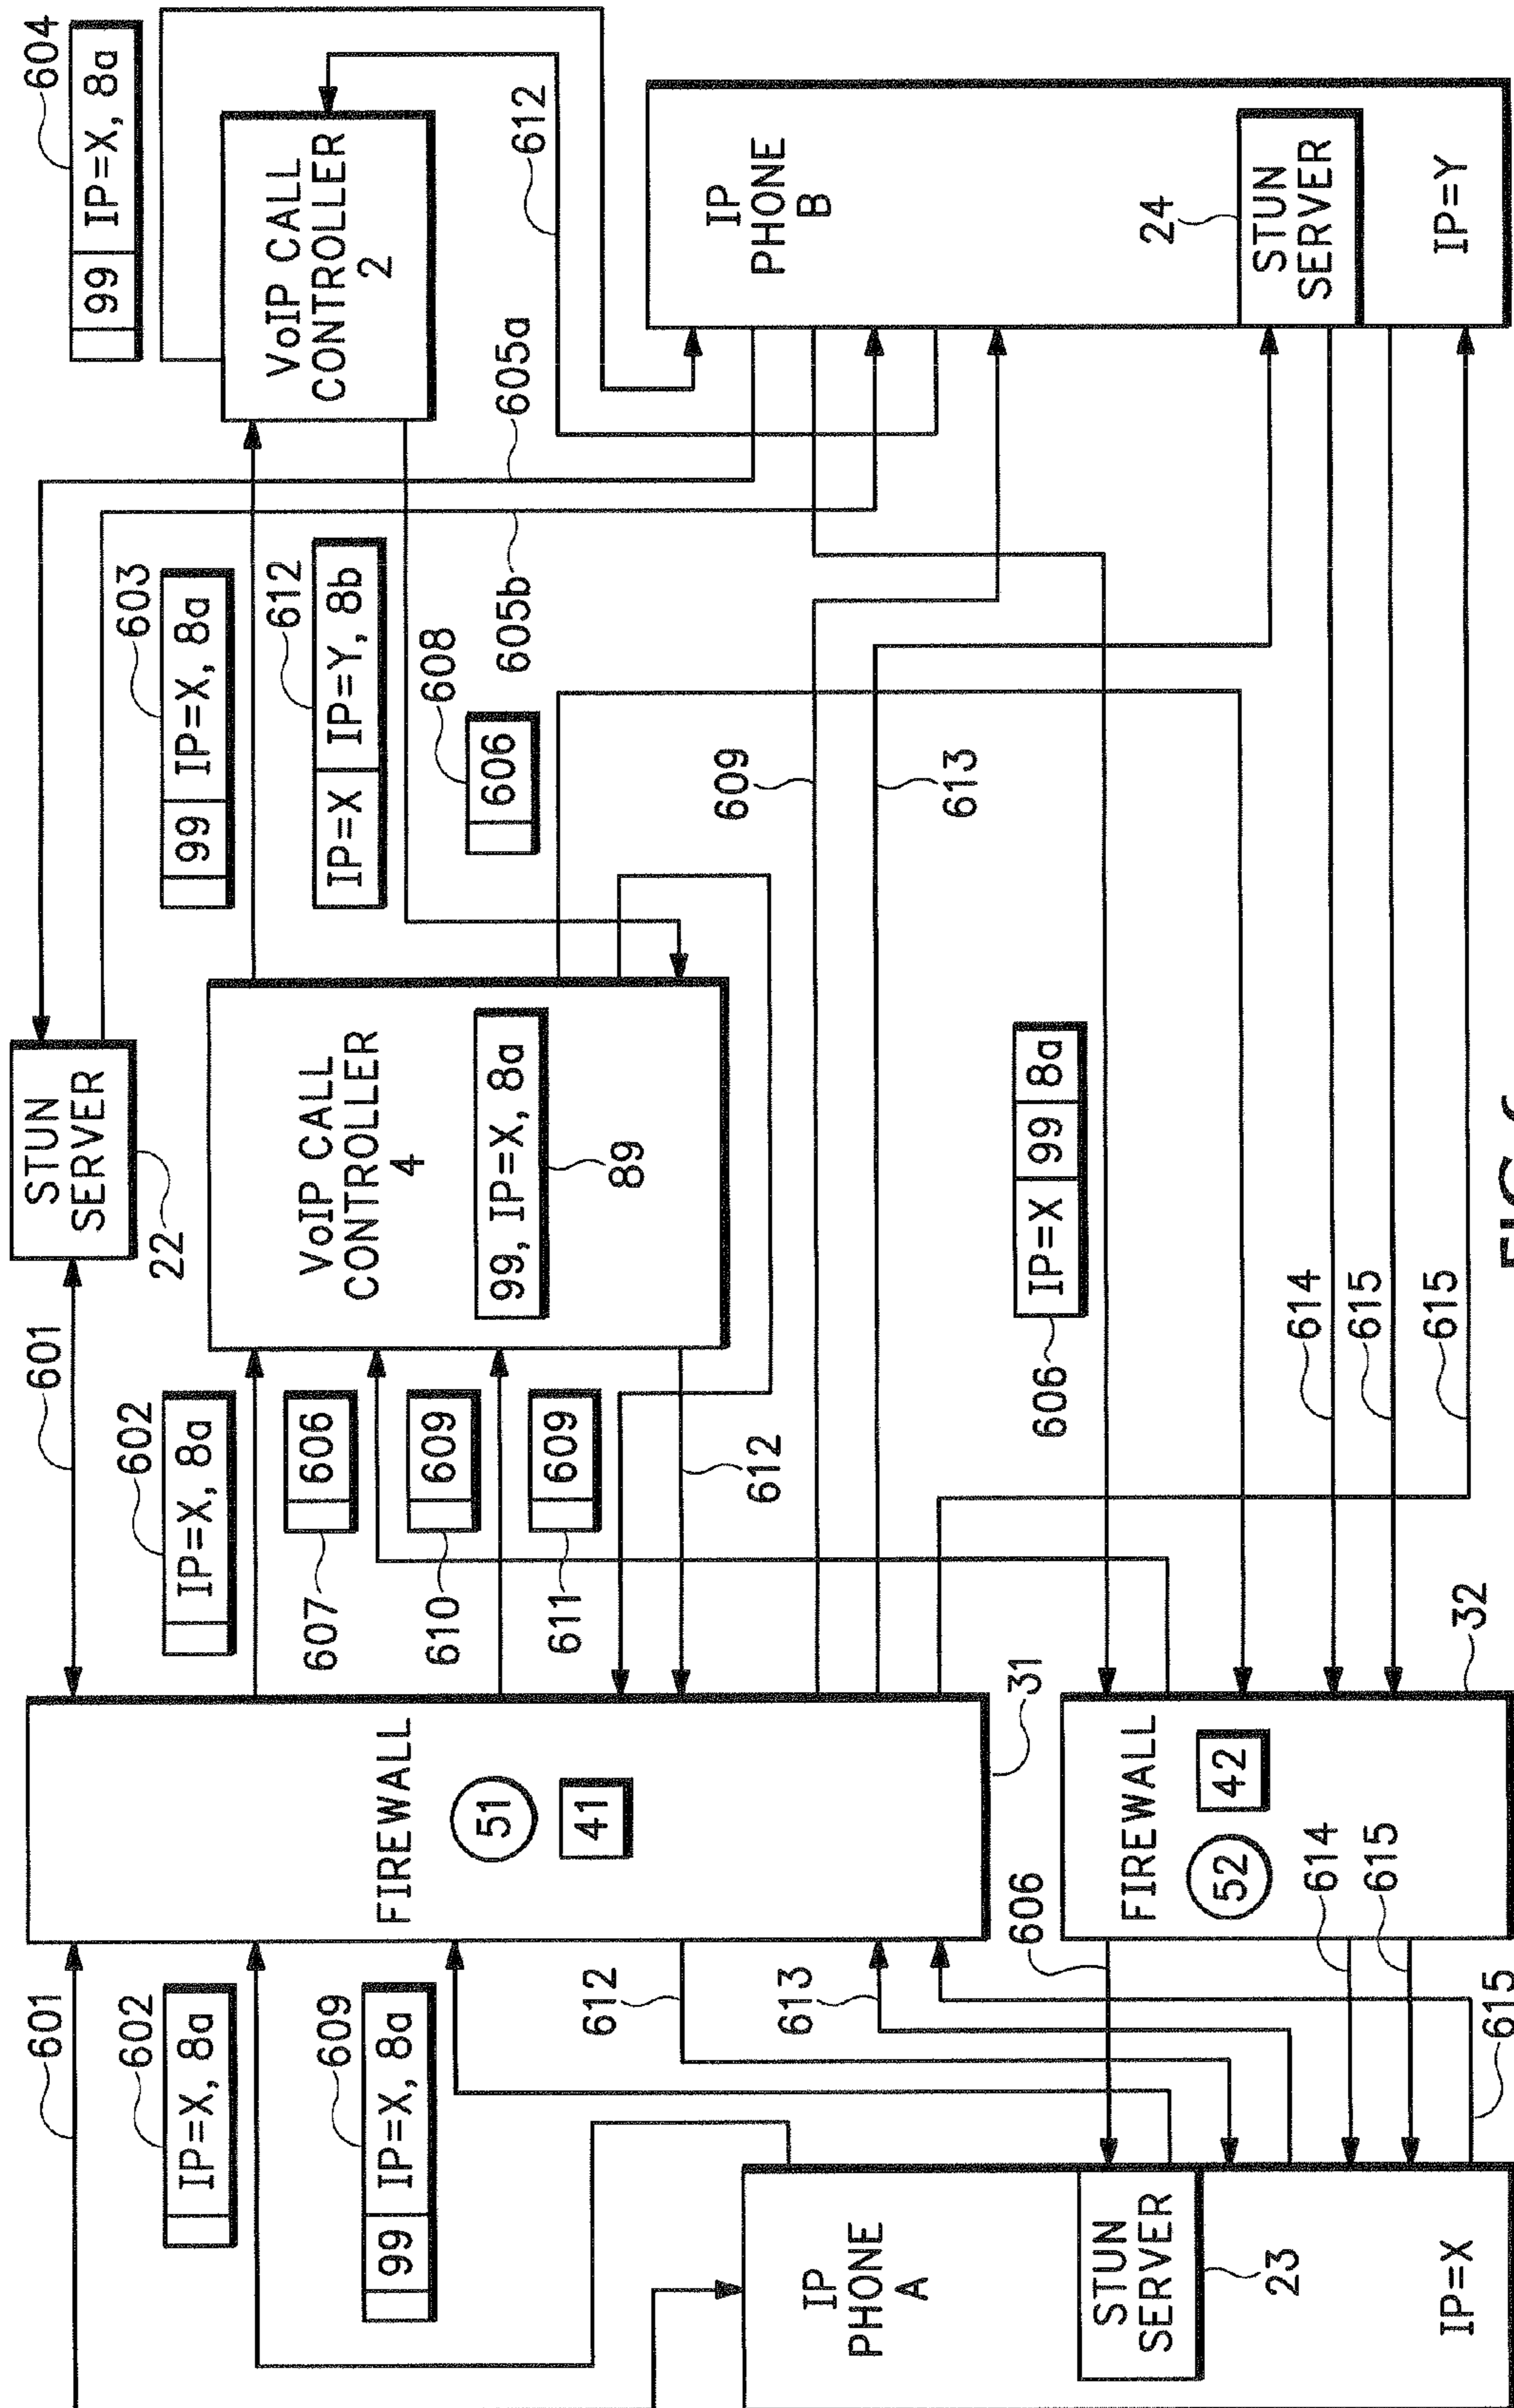 601
601
STUN
SERVER
22
604
99 IP=X, 8a
602
IP=X, 8a
602
IP=X, 8a
603
99 IP=X, 8a
607
606
612
IP=X IP=Y, 8b
VoIP CALL
CONTROLLER
2
609
99 IP=X, 8a
610
609
608
606
611
609
605b
605a
612
FIREWALL
51
41
31
VoIP CALL
CONTROLLER
4
99, IP=X, 8a
89
612
612
613
609
613
IP
PHONE
A
STUN
SERVER
23
IP=X
606
FIREWALL
52
42
32
614
615
615
606
IP=X 99 8a
614
615
615
IP
PHONE
B
24
STUN
SERVER
IP=Y